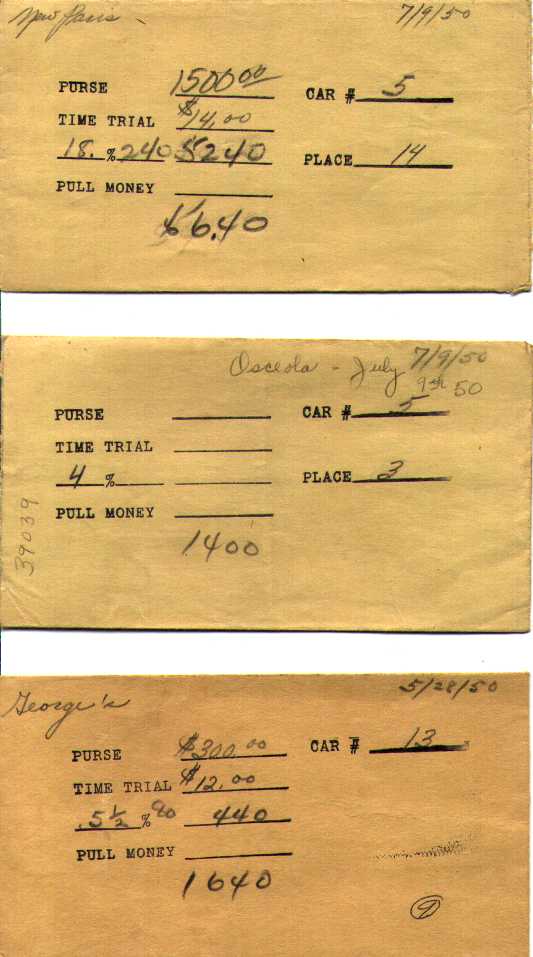 New Paris
7/9/50
PURSE 1500.00 CAR # 5
TIME TRIAL $14.00
18. % 240 $240 PLACE 14
PULL MONEY
$6.40
Osceola - July 7/9/50
9th 50
PURSE CAR # 5
TIME TRIAL
4 % PLACE 3
PULL MONEY
1400
39039
George's
5/28/50
PURSE $300.00 CAR # 13
TIME TRIAL $12.00
.5½ % 80 440
PULL MONEY
1640
9